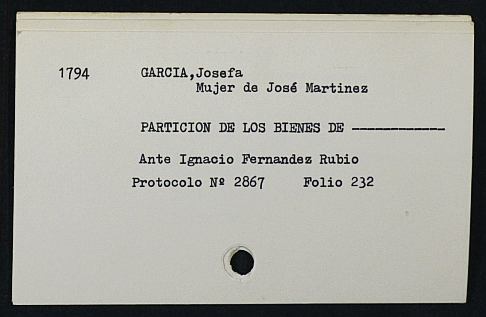 1794 GARCIA,Josefa
Mujer de José Martinez
PARTICION DE LOS BIENES DE ------------
Ante Ignacio Fernandez Rubio
Protocolo Nº 2867 Folio 232